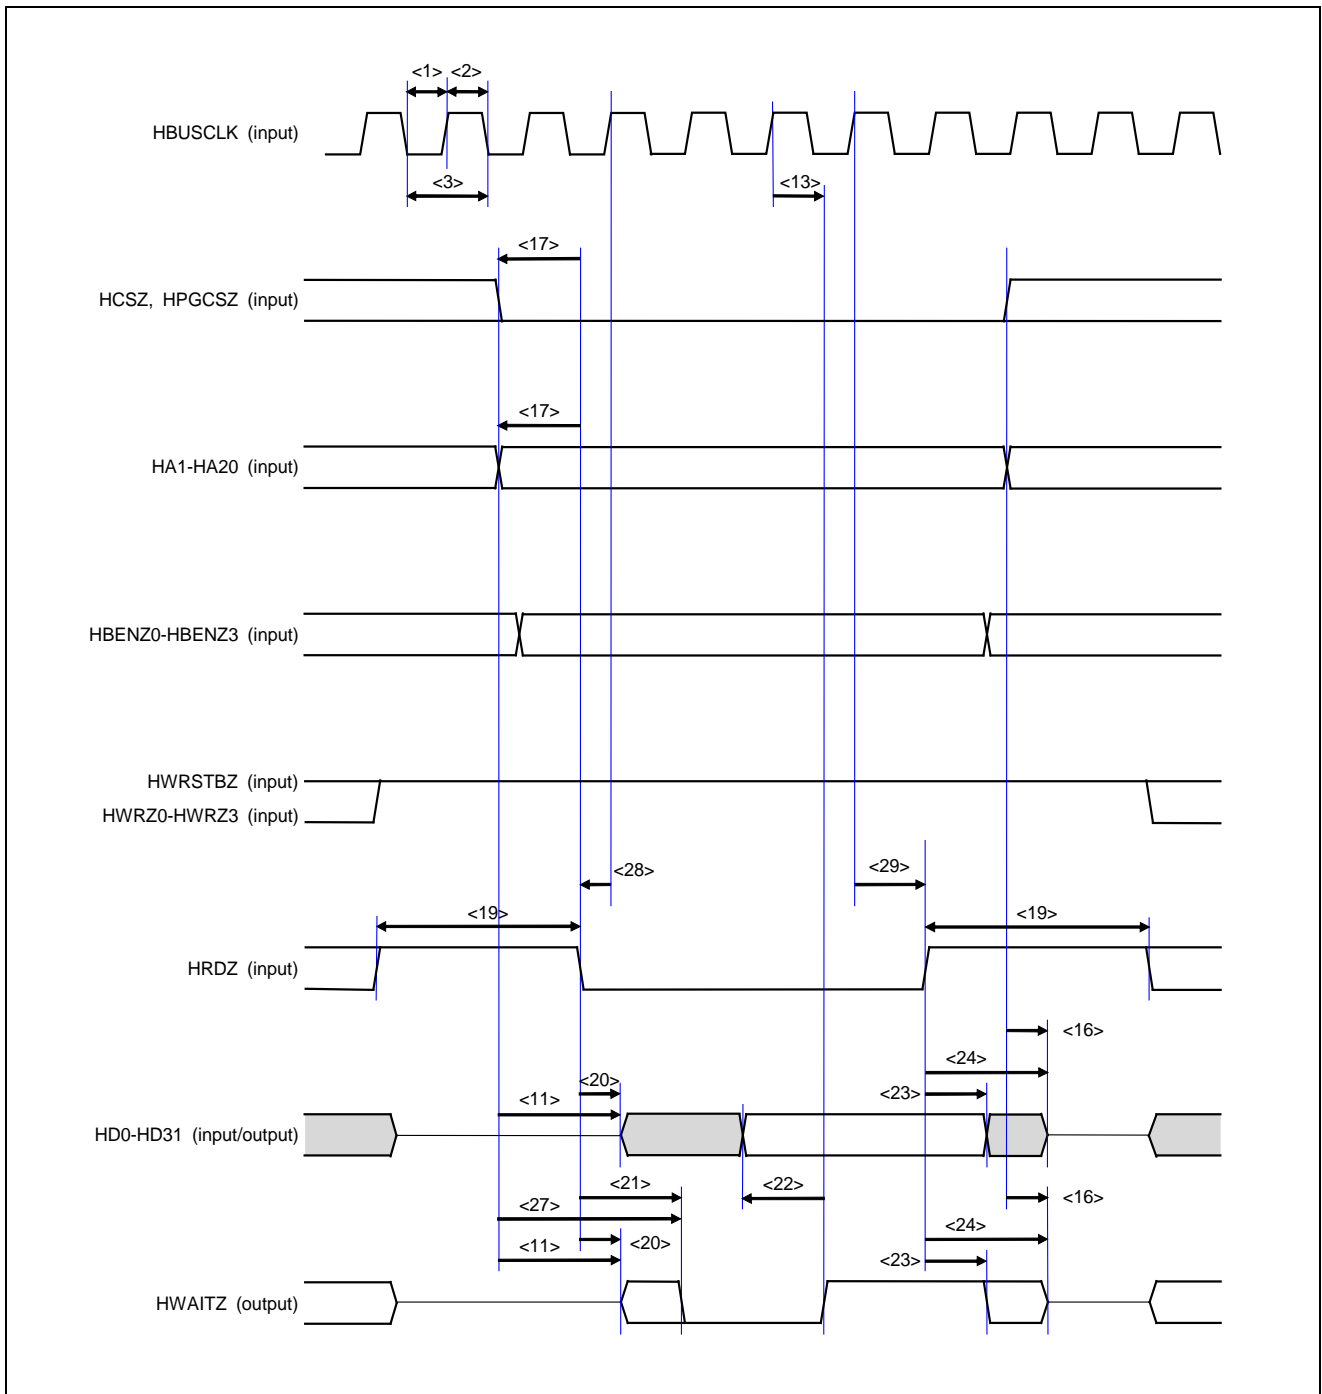 <1> <2>
HBUSCLK (input)
<3> <13>
<17>
HCSZ, HPGCSZ (input)
<17>
HA1-HA20 (input)
HBENZ0-HBENZ3 (input)
HWRSTBZ (input)
HWRZ0-HWRZ3 (input)
<28> <29>
<19> <19>
HRDZ (input)
<16>
<24>
<20>
<11> <23>
HD0-HD31 (input/output)
<21> <22> <16>
<27>
<24>
<11> <20>
<23>
HWAITZ (output)